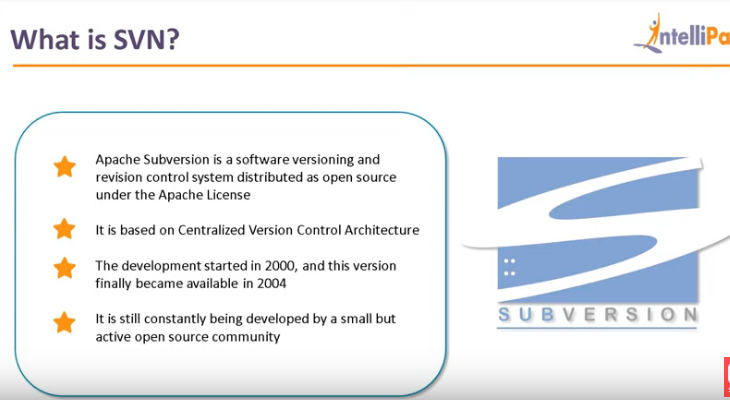 What is SVN?
IntelliPa
Apache Subversion is a software versioning and
revision control system distributed as open source
under the Apache License
It is based on Centralized Version Control Architecture
The development started in 2000, and this version
finally became available in 2004
It is still constantly being developed by a small but
active open source community
SUBVERSION